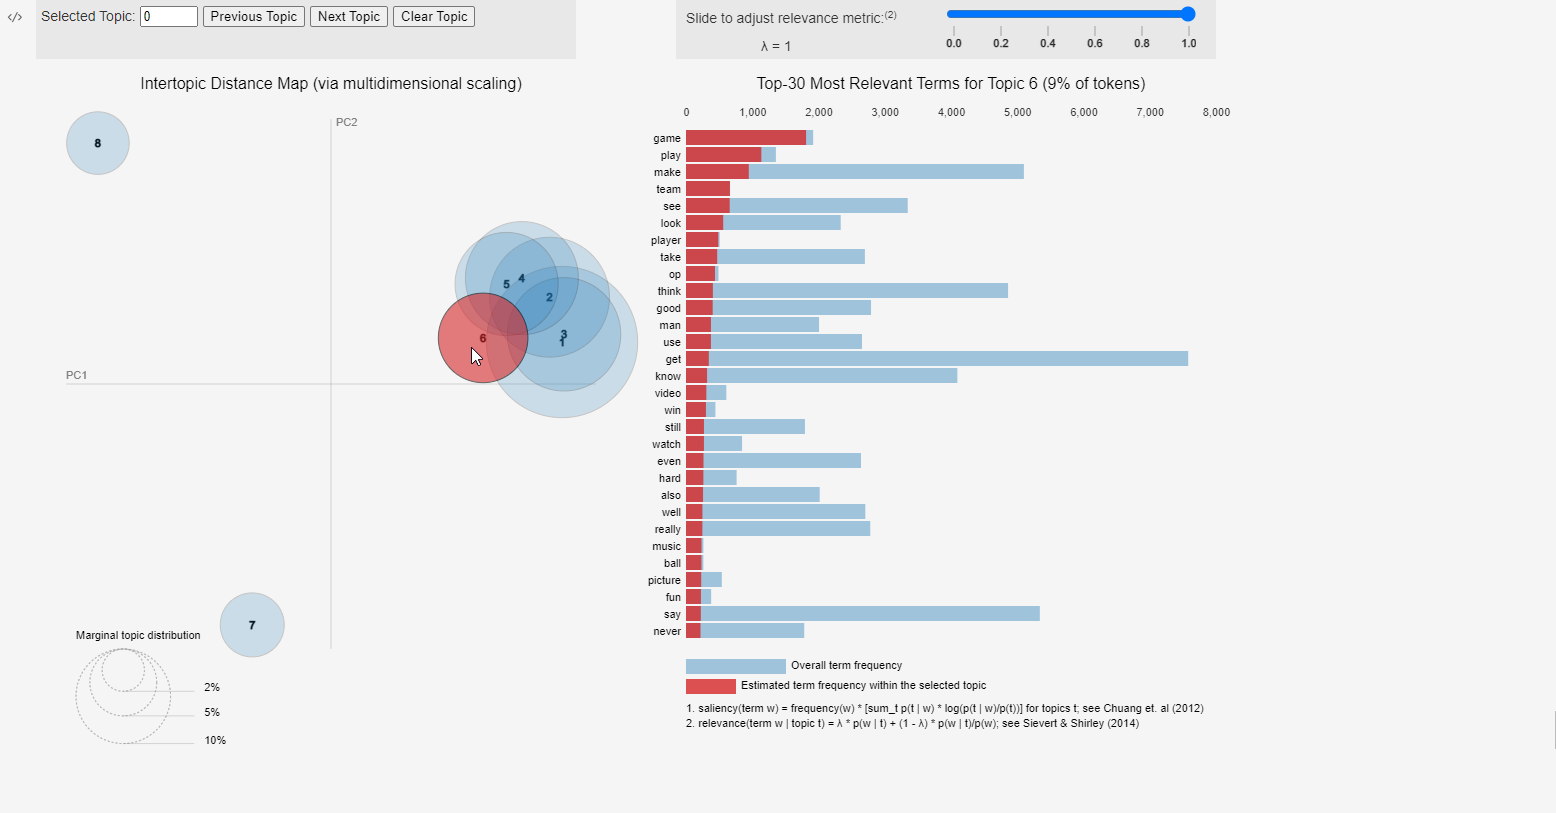 </>
Selected Topic: 0 Previous Topic Next Topic Clear Topic
Slide to adjust relevance metric:(2)
λ = 1
0.0 0.2 0.4 0.6 0.8 1.0
Intertopic Distance Map (via multidimensional scaling)
PC2
PC1
8
5
4
2
6
3
1
7
Marginal topic distribution
2%
5%
10%
Top-30 Most Relevant Terms for Topic 6 (9% of tokens)
0 1,000 2,000 3,000 4,000 5,000 6,000 7,000 8,000
game
play
make
team
see
look
player
take
op
think
good
man
use
get
know
video
win
still
watch
even
hard
also
well
really
music
ball
picture
fun
say
never
Overall term frequency
Estimated term frequency within the selected topic
1. saliency(term w) = frequency(w) * [sum_t p(t | w) * log(p(t | w)/p(t))] for topics t; see Chuang et. al (2012)
2. relevance(term w | topic t) = λ * p(w | t) + (1 - λ) * p(w | t)/p(w); see Sievert & Shirley (2014)